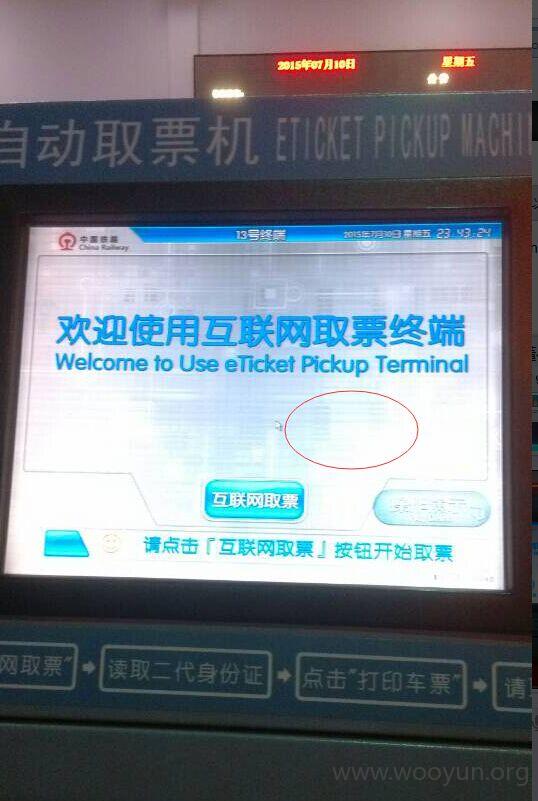 2015年07月10日 星期五
公告
自动取票机 ETICKET PICKUP MACHIN
中国铁路
China Railway
13号终端
2015年7月10日 星期五 23:43:24
欢迎使用互联网取票终端
Welcome to Use eTicket Pickup Terminal
互联网取票
请点击『互联网取票』按钮开始取票
网取票" 读取二代身份证 点击"打印车票" 请
www.wooyun.org